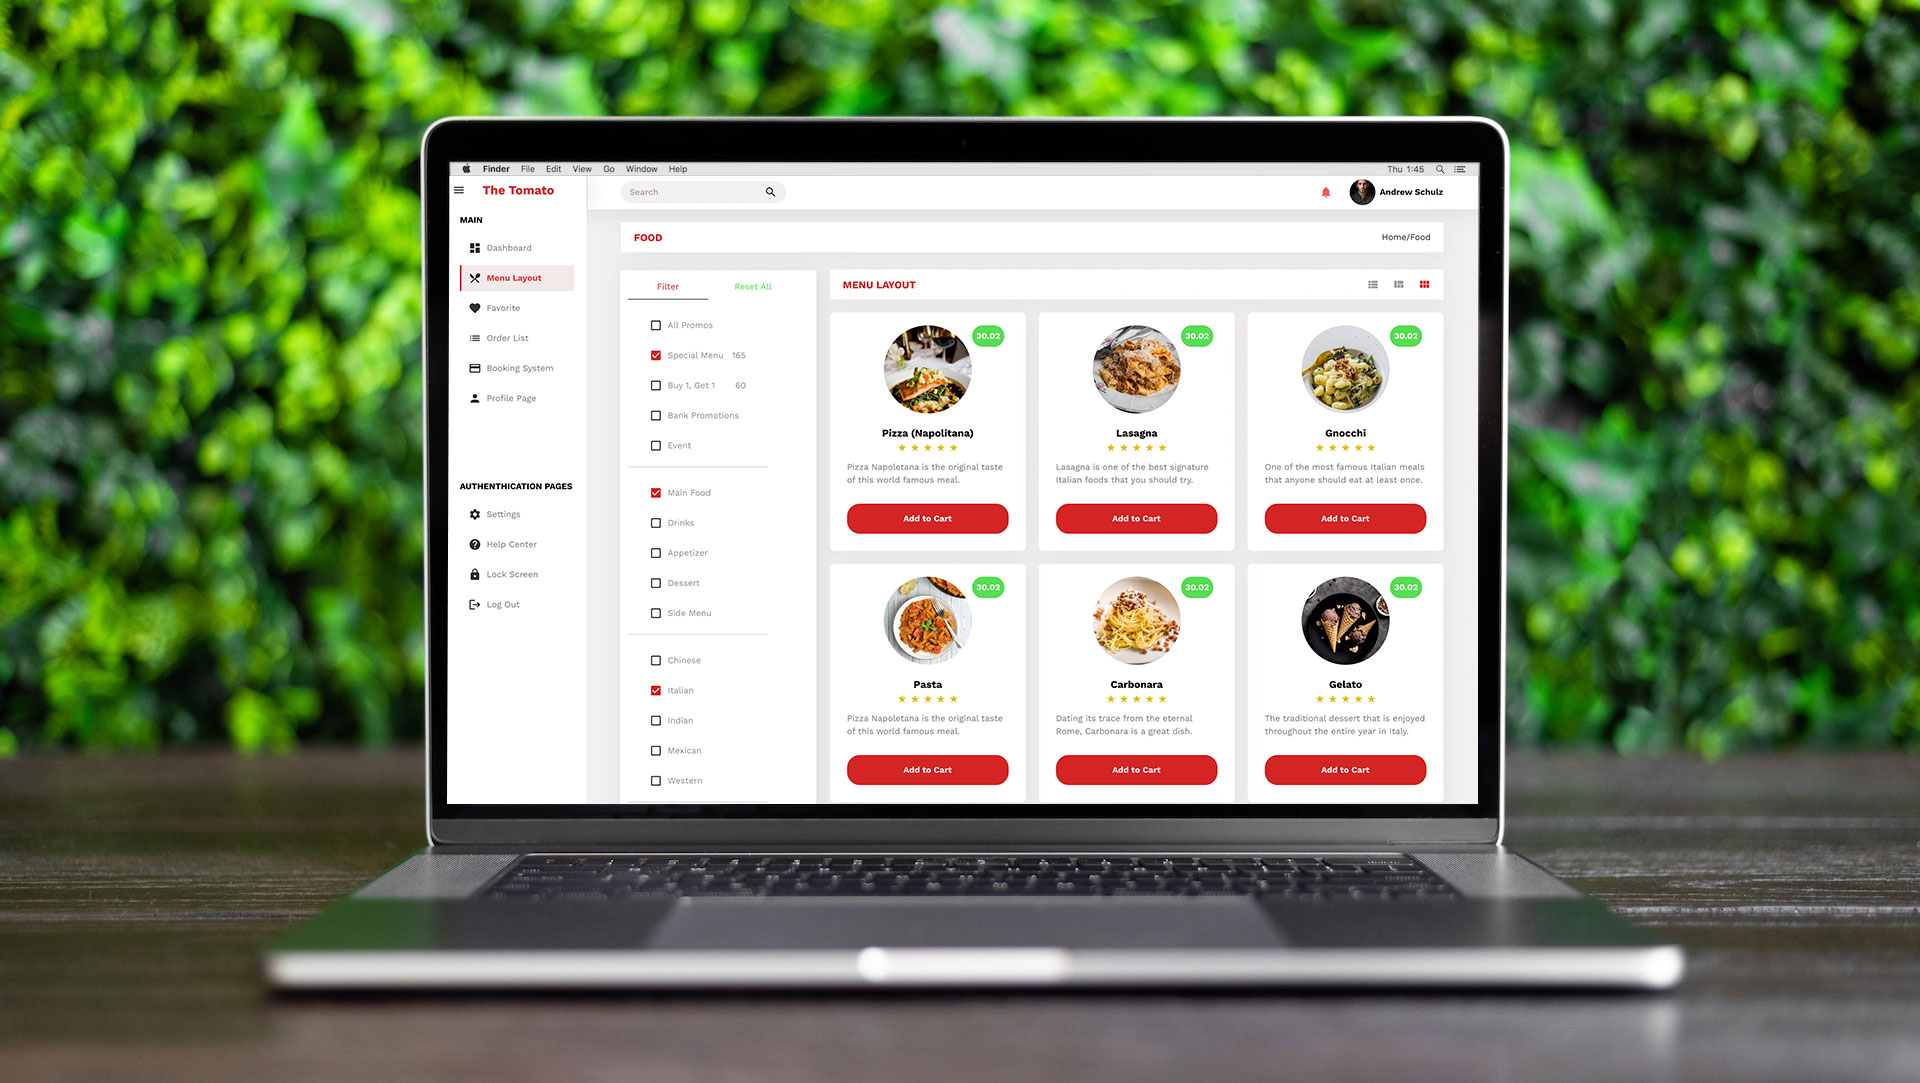 Finder File Edit View Go Window Help
Thu 1:45
The Tomato
Search
Andrew Schulz
MAIN
Dashboard
Menu Layout
Favorite
Order List
Booking System
Profile Page
AUTHENTHICATION PAGES
Settings
Help Center
Lock Screen
Log Out
FOOD
Home/Food
Filter
Reset All
All Promos
Special Menu 165
Buy 1, Get 1 60
Bank Promotions
Event
Main Food
Drinks
Appetizer
Dessert
Side Menu
Chinese
Italian
Indian
Mexican
Western
MENU LAYOUT
30.02
Pizza (Napolitana)
Pizza Napoletana is the original taste
of this world famous meal.
Add to Cart
30.02
Lasagna
Lasagna is one of the best signature
Italian foods that you should try.
Add to Cart
30.02
Gnocchi
One of the most famous Italian meals
that anyone should eat at least once.
Add to Cart
30.02
Pasta
Pizza Napoletana is the original taste
of this world famous meal.
Add to Cart
30.02
Carbonara
Dating its trace from the eternal
Rome, Carbonara is a great dish.
Add to Cart
30.02
Gelato
The traditional dessert that is enjoyed
throughout the entire year in Italy.
Add to Cart